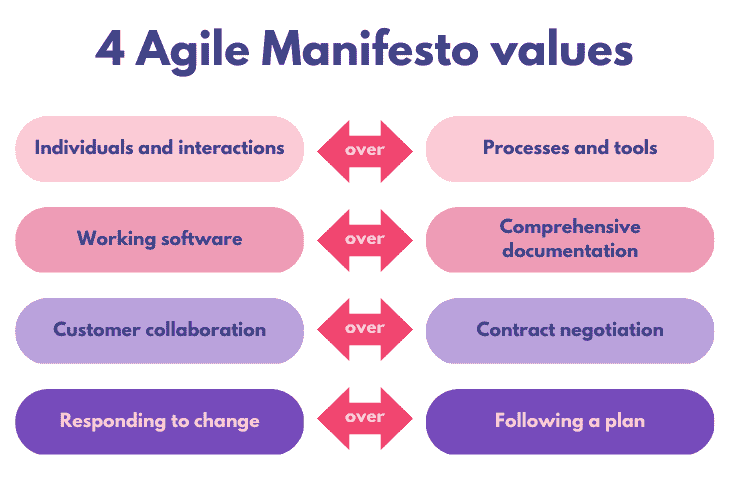 4 Agile Manifesto values
Individuals and interactions over Processes and tools
Working software over Comprehensive
documentation
Customer collaboration over Contract negotiation
Responding to change over Following a plan